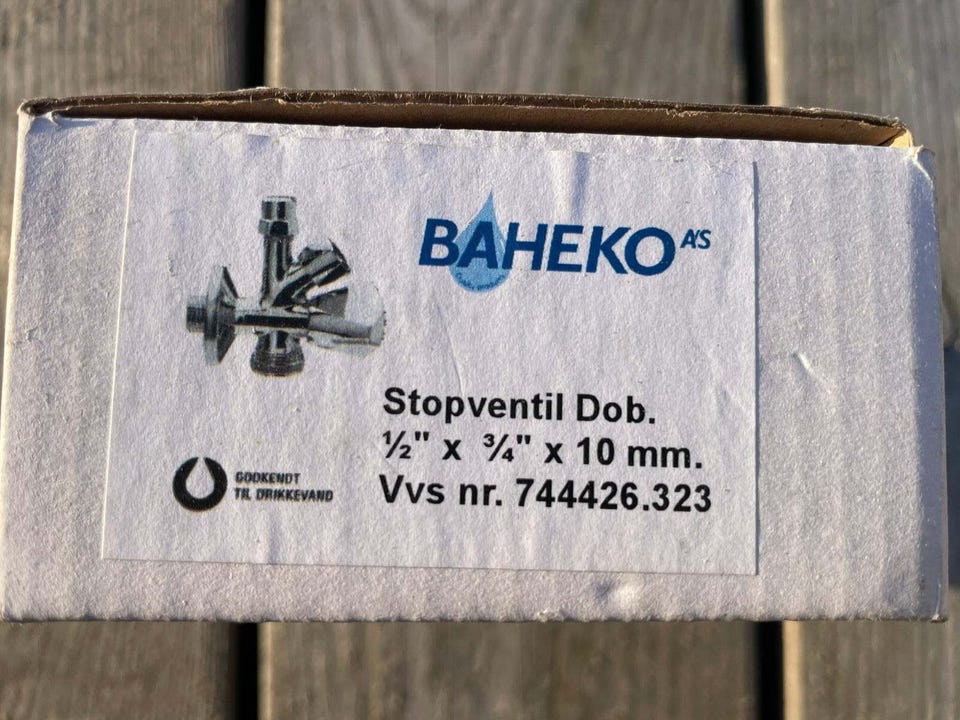 BAHEKO A/S
Stopventil Dob.
½" x ¾" x 10 mm.
Vvs nr. 744426.323
GODKENDT
TIL DRIKKEVAND